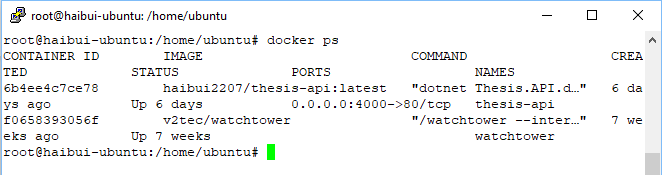 root@haibui-ubuntu: /home/ubuntu
root@haibui-ubuntu:/home/ubuntu# docker ps
CONTAINER ID        IMAGE                           COMMAND                  CREA
TED             STATUS              PORTS                  NAMES
6b4ee4c7ce78        haibui2207/thesis-api:latest   "dotnet Thesis.API.d…"   6 da
ys ago          Up 6 days           0.0.0.0:4000->80/tcp   thesis-api
f0658393056f        v2tec/watchtower                "/watchtower --inter…"   7 we
eks ago         Up 7 weeks                                 watchtower
root@haibui-ubuntu:/home/ubuntu#